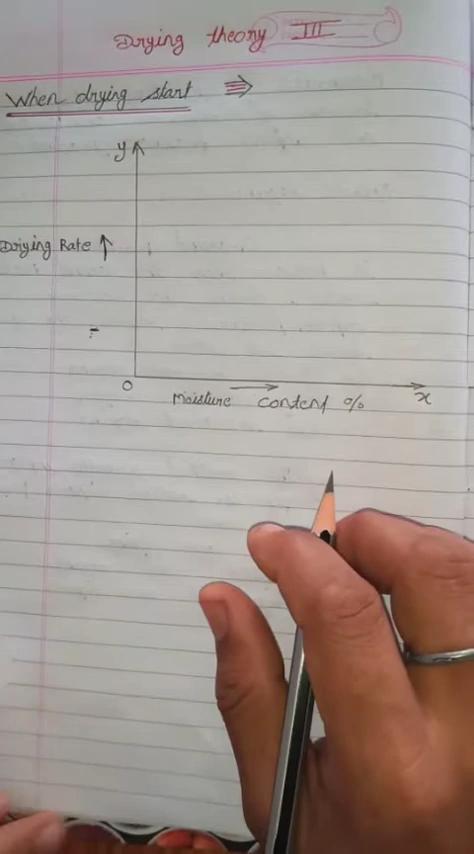 Drying theory III
When drying start ⇒
y
Drying Rate ↑
0
Moisture → Content %
x